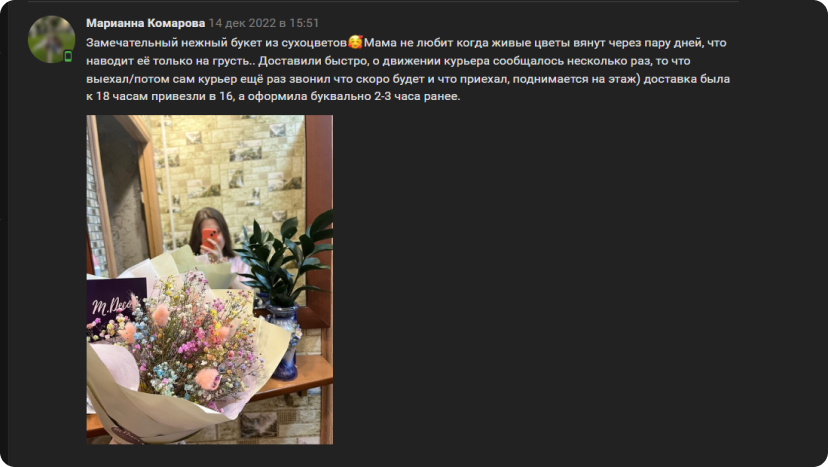 Марианна Комарова 14 дек 2022 в 15:51
Замечательный нежный букет из сухоцветов🥰Мама не любит когда живые цветы вянут через пару дней, что
наводит её только на грусть.. Доставили быстро, о движении курьера сообщалось несколько раз, то что
выехал/потом сам курьер ещё раз звонил что скоро будет и что приехал, поднимается на этаж) доставка была
к 18 часам привезли в 16, а оформила буквально 2-3 часа ранее.
M.Decor